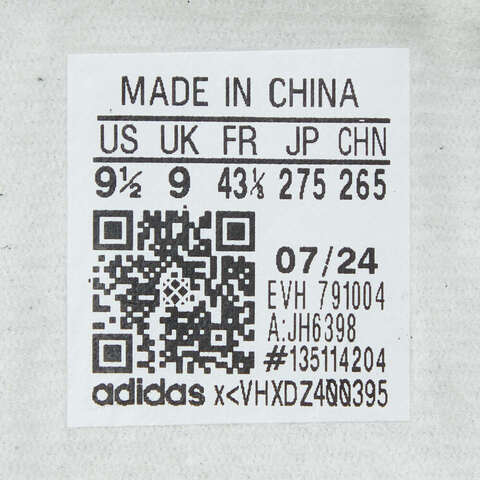 MADE IN CHINA
US UK FR JP CHN
9½ 9 43⅓ 275 265
07/24
EVH 791004
A:JH6398
#135114204
adidas x<VHXDZ400395